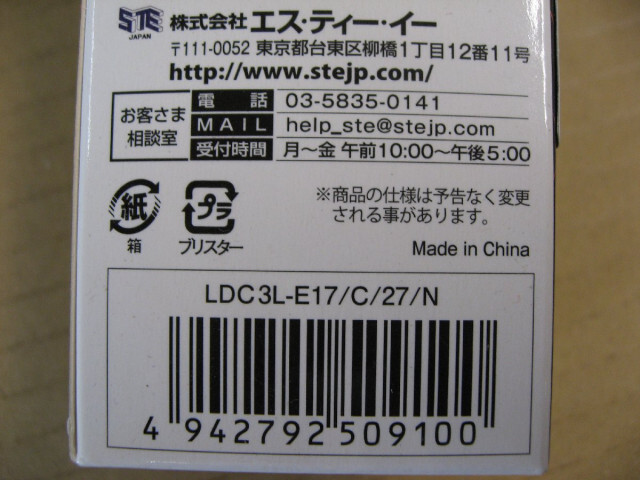 STE
JAPAN
株式会社 エス・ティー・イー
〒111-0052 東京都台東区柳橋1丁目12番11号
http://www.stejp.com/
お客さま
相談室
電話 03-5835-0141
MAIL help_ste@stejp.com
受付時間 月～金 午前10:00～午後5:00
紙
箱
プラ
ブリスター
※商品の仕様は予告なく変更
される事があります。
Made in China
LDC3L-E17/C/27/N
4 942792 509100